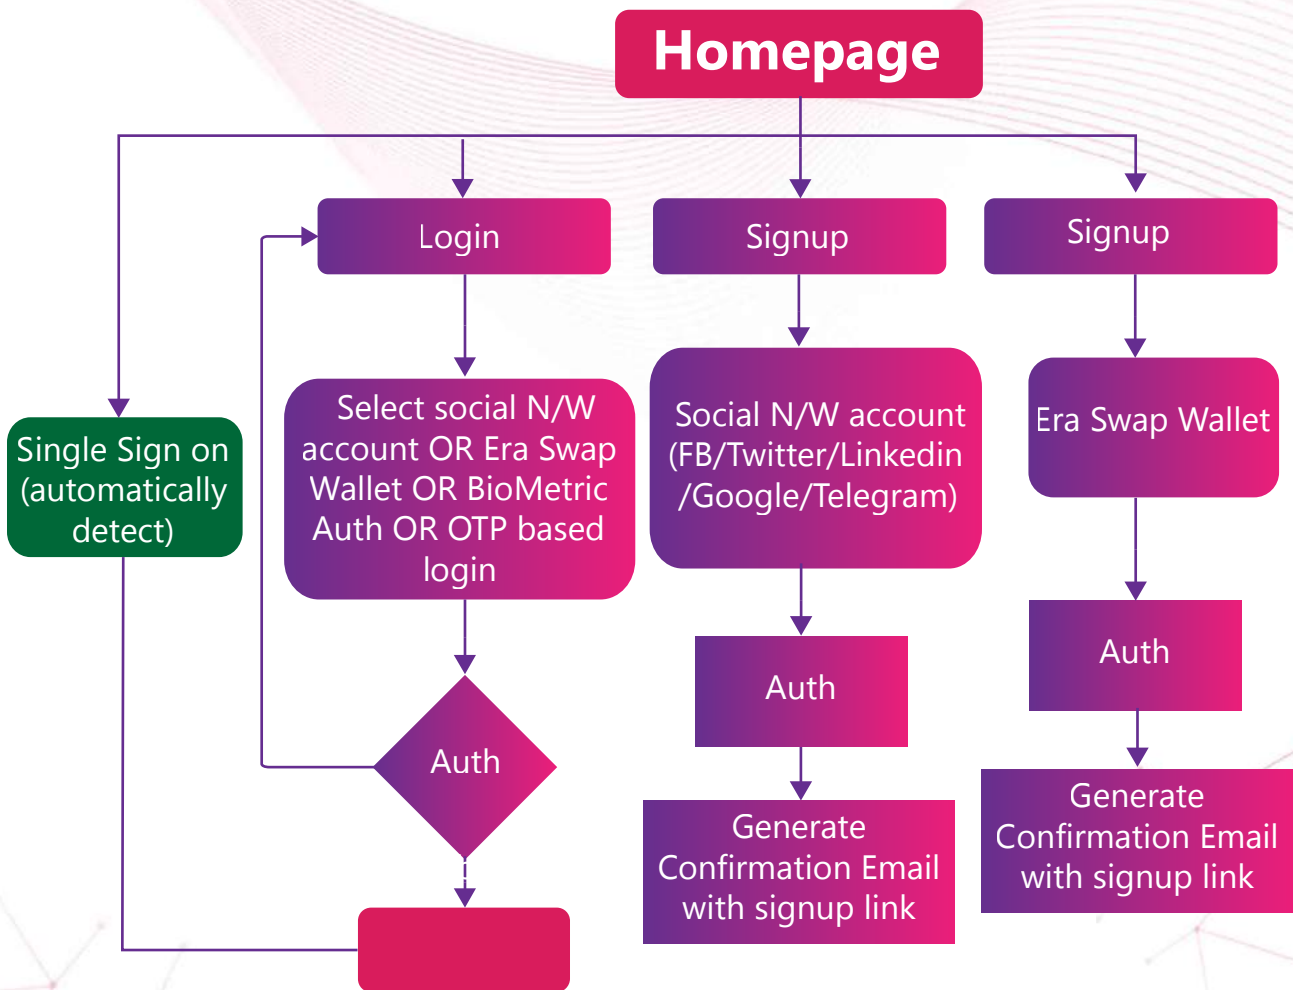 Homepage
Login
Signup
Signup
Single Sign on
(automatically
detect)
Select social N/W
account OR Era Swap
Wallet OR BioMetric
Auth OR OTP based
login
Social N/W account
(FB/Twitter/Linkedin
/Google/Telegram)
Era Swap Wallet
Auth
Auth
Auth
Generate
Confirmation Email
with signup link
Generate
Confirmation Email
with signup link